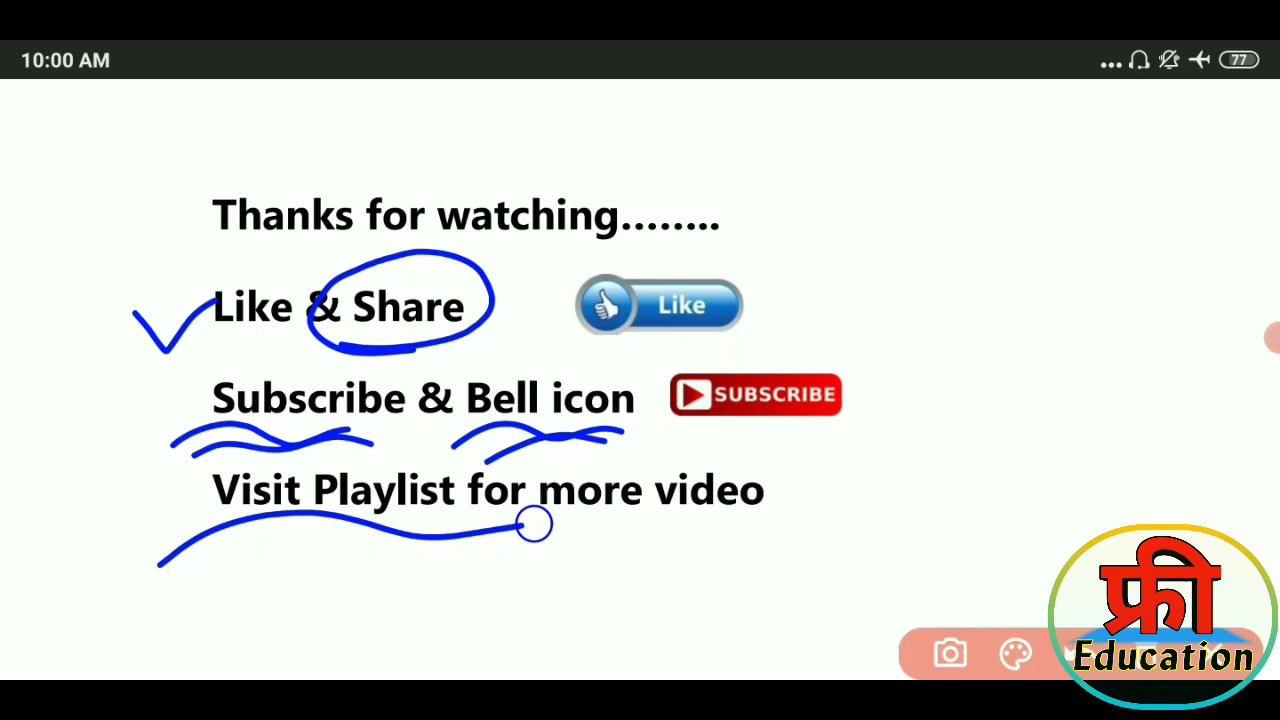 10:00 AM
77
Thanks for watching........
Like & Share
Like
Subscribe & Bell icon
SUBSCRIBE
Visit Playlist for more video
फ्री
Education